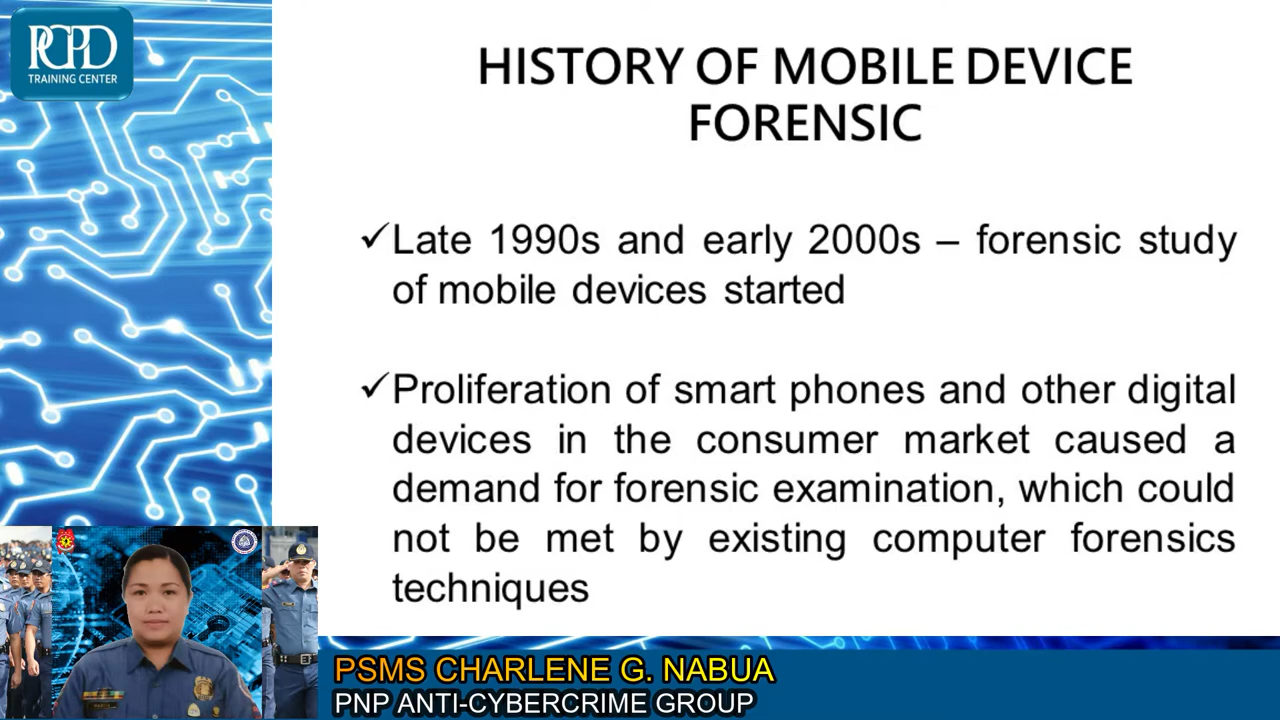 PCPD
TRAINING CENTER
HISTORY OF MOBILE DEVICE
FORENSIC
✓Late 1990s and early 2000s – forensic study
of mobile devices started
✓Proliferation of smart phones and other digital
devices in the consumer market caused a
demand for forensic examination, which could
not be met by existing computer forensics
techniques
PSMS CHARLENE G. NABUA
PNP ANTI-CYBERCRIME GROUP